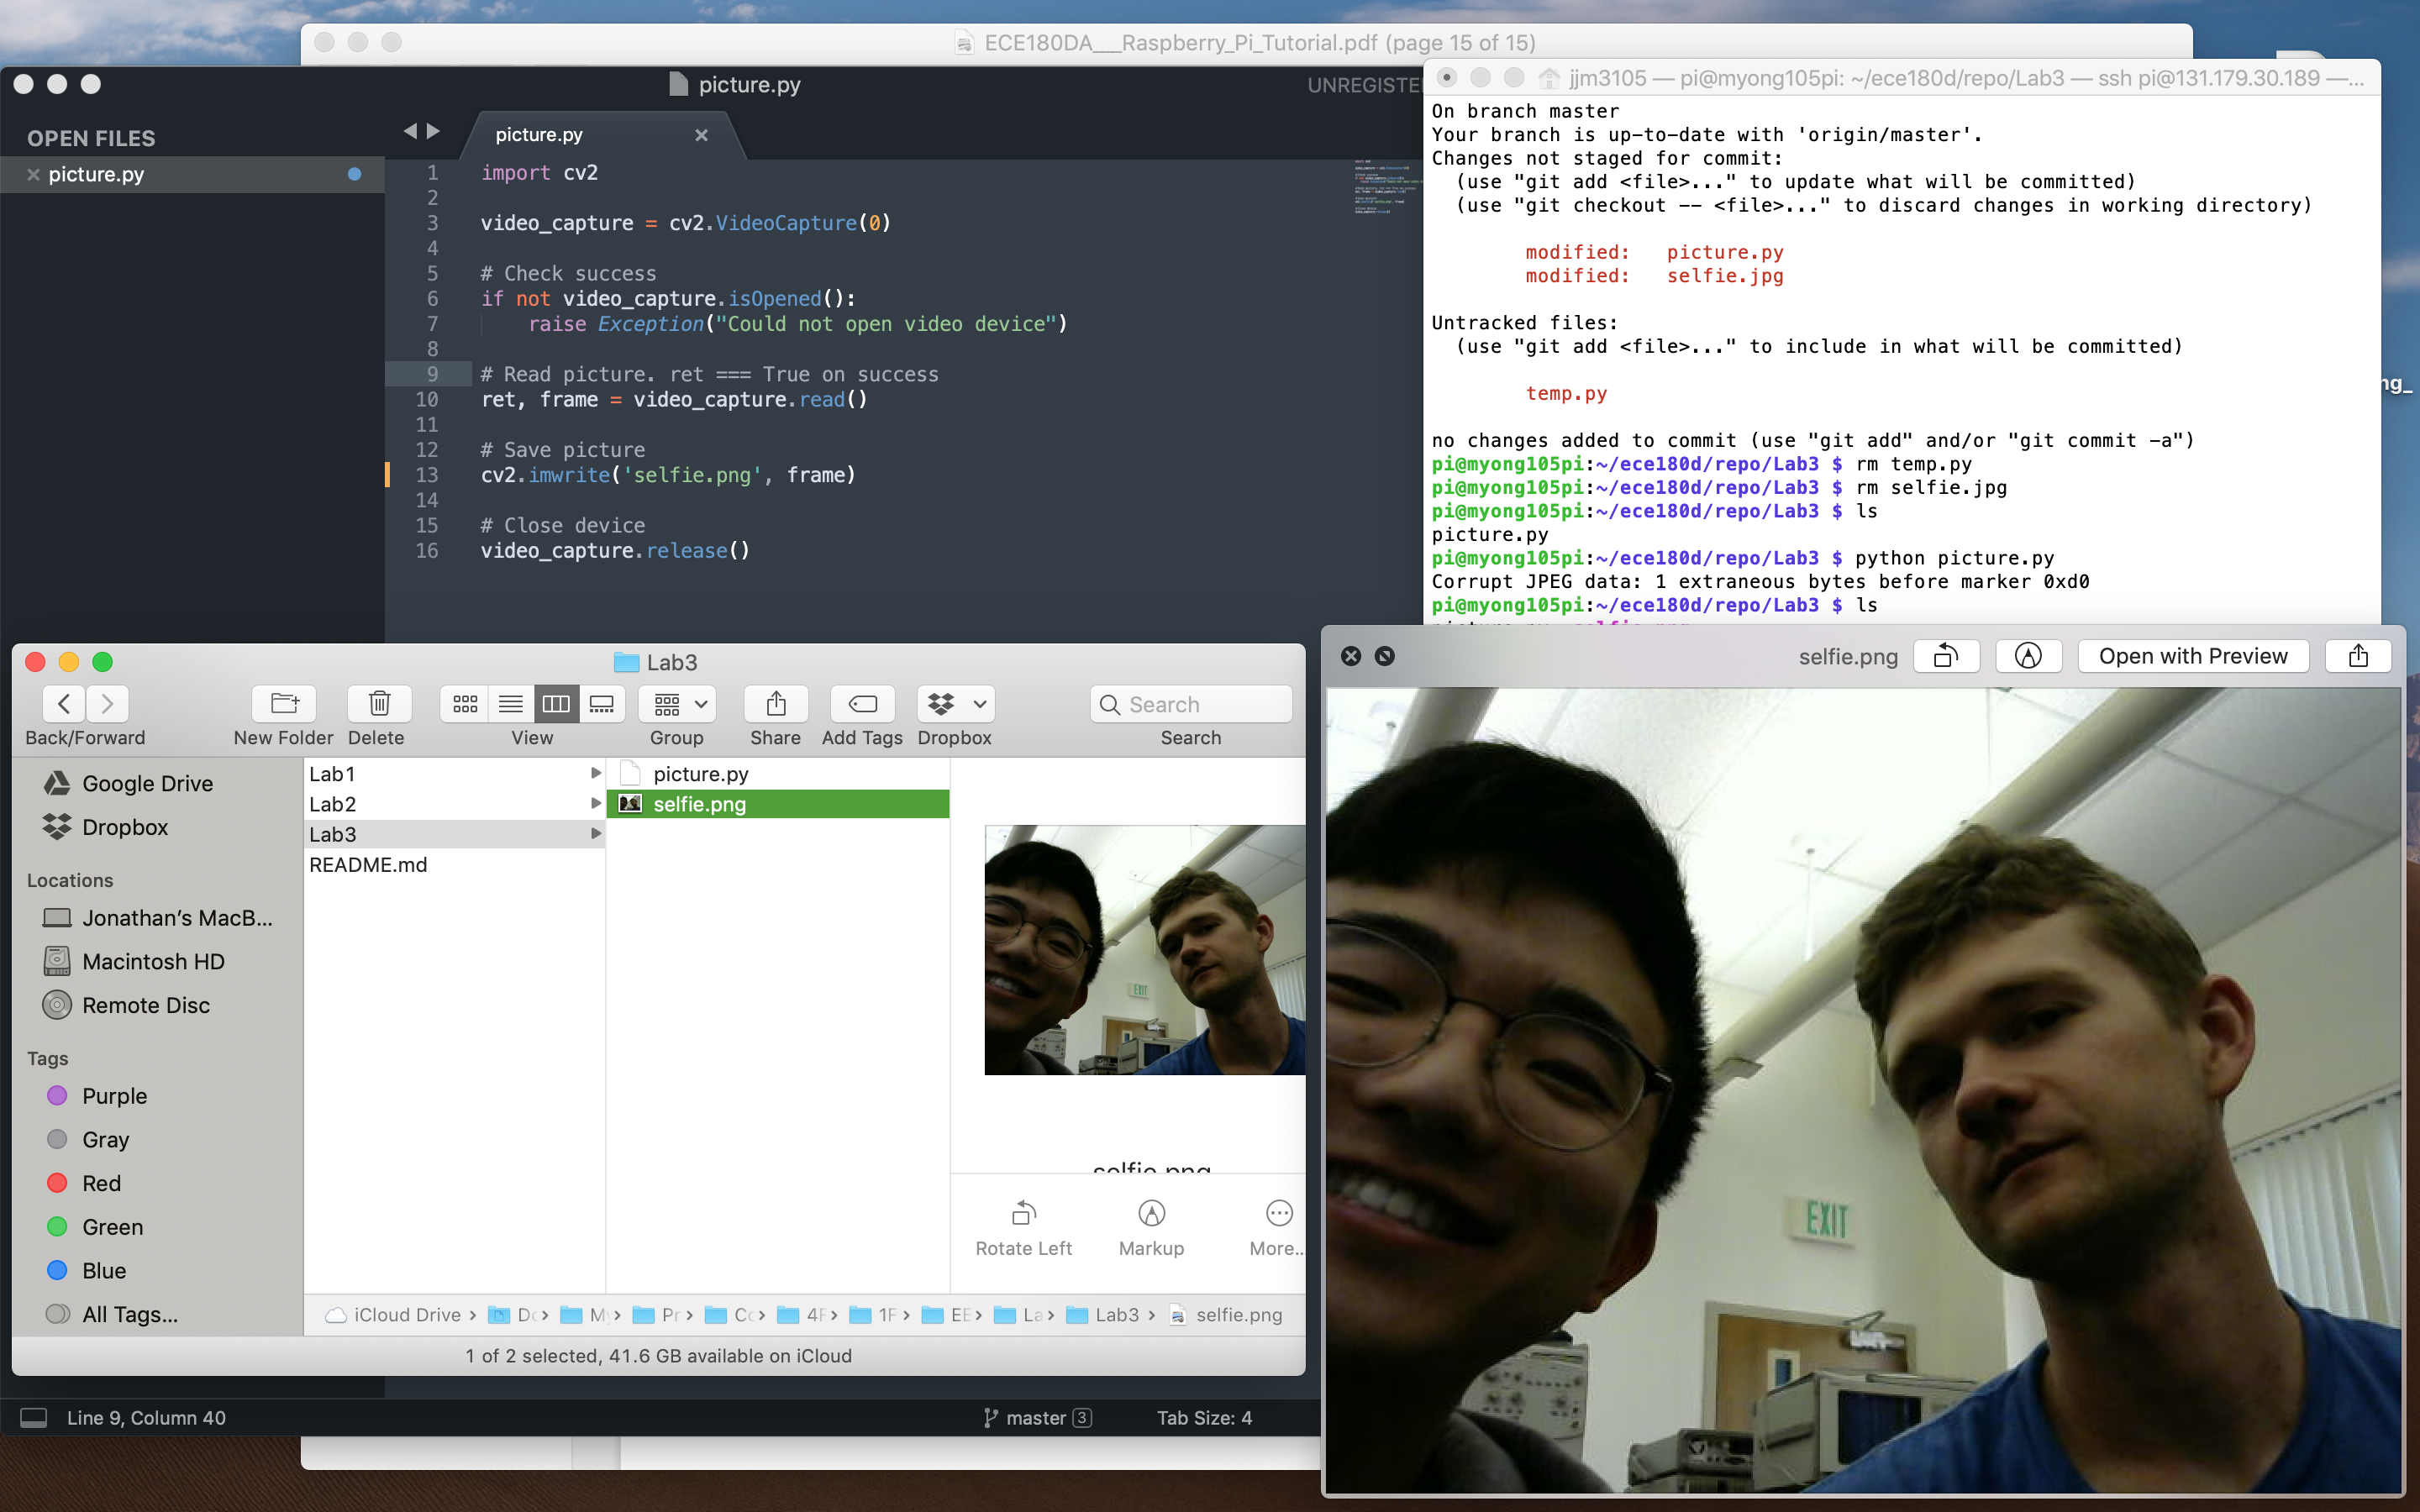 ECE180DA___Raspberry_Pi_Tutorial.pdf (page 15 of 15)
picture.py
UNREGISTE
OPEN FILES
picture.py
picture.py
1 import cv2
2
3 video_capture = cv2.VideoCapture(0)
4
5 # Check success
6 if not video_capture.isOpened():
7 raise Exception("Could not open video device")
8
9 # Read picture. ret === True on success
10 ret, frame = video_capture.read()
11
12 # Save picture
13 cv2.imwrite('selfie.png', frame)
14
15 # Close device
16 video_capture.release()
jjm3105 — pi@myong105pi: ~/ece180d/repo/Lab3 — ssh pi@131.179.30.189 —...
On branch master
Your branch is up-to-date with 'origin/master'.
Changes not staged for commit:
(use "git add <file>..." to update what will be committed)
(use "git checkout -- <file>..." to discard changes in working directory)
modified: picture.py
modified: selfie.jpg
Untracked files:
(use "git add <file>..." to include in what will be committed)
temp.py
no changes added to commit (use "git add" and/or "git commit -a")
pi@myong105pi:~/ece180d/repo/Lab3 $ rm temp.py
pi@myong105pi:~/ece180d/repo/Lab3 $ rm selfie.jpg
pi@myong105pi:~/ece180d/repo/Lab3 $ ls
picture.py
pi@myong105pi:~/ece180d/repo/Lab3 $ python picture.py
Corrupt JPEG data: 1 extraneous bytes before marker 0xd0
pi@myong105pi:~/ece180d/repo/Lab3 $ ls
ng_
Lab3
Back/Forward
New Folder
Delete
View
Group
Share
Add Tags
Dropbox
Search
Search
Google Drive
Dropbox
Locations
Jonathan's MacB...
Macintosh HD
Remote Disc
Tags
Purple
Gray
Red
Green
Blue
All Tags...
Lab1
Lab2
Lab3
README.md
picture.py
selfie.png
EXIT
selfie.png
Rotate Left
Markup
More...
iCloud Drive › Dc › My › Pr › Cc › 4F › 1F › EE › La › Lab3 › selfie.png
1 of 2 selected, 41.6 GB available on iCloud
Line 9, Column 40
master 3
Tab Size: 4
selfie.png
Open with Preview
EXIT